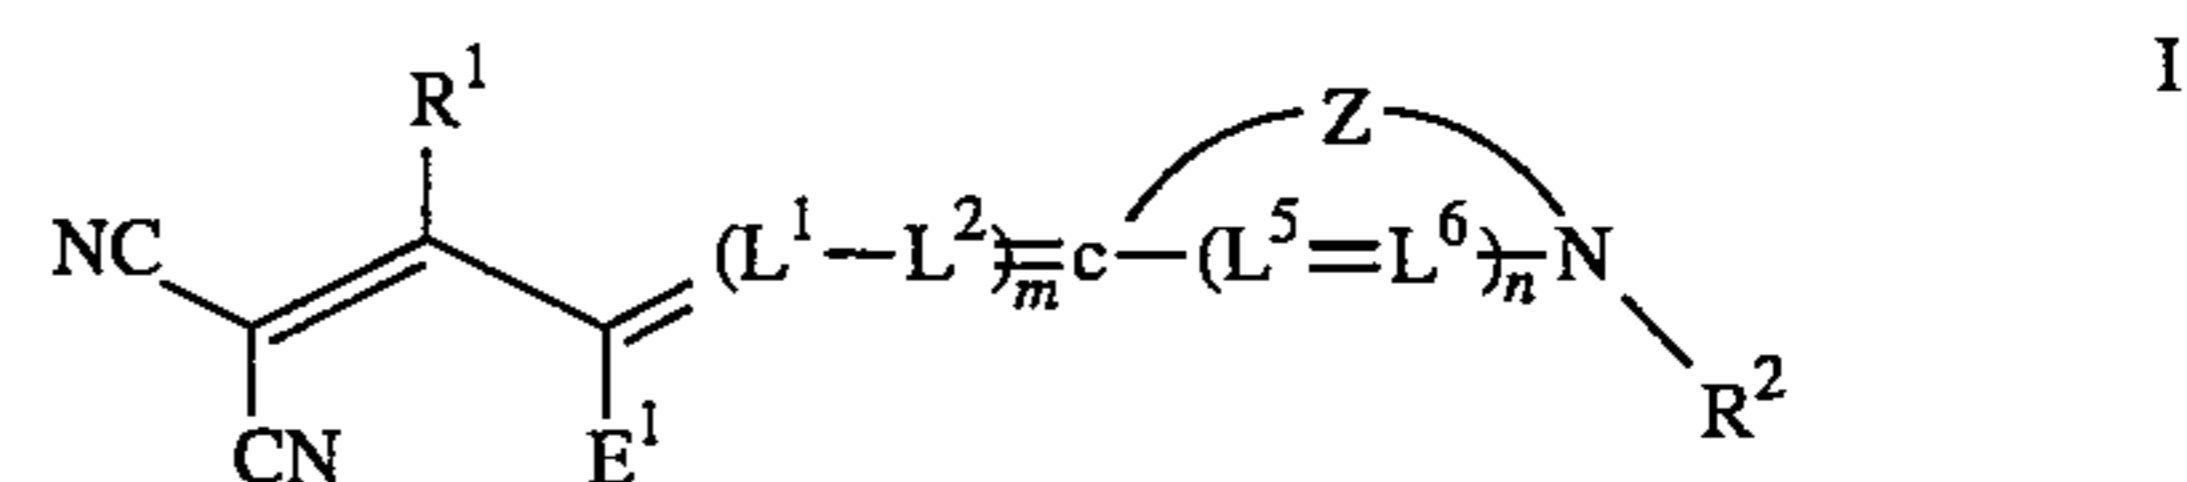 R¹ Z I
NC (L¹—L²)ₘ=c—(L⁵=L⁶)ₙ—N
CN E¹ R²